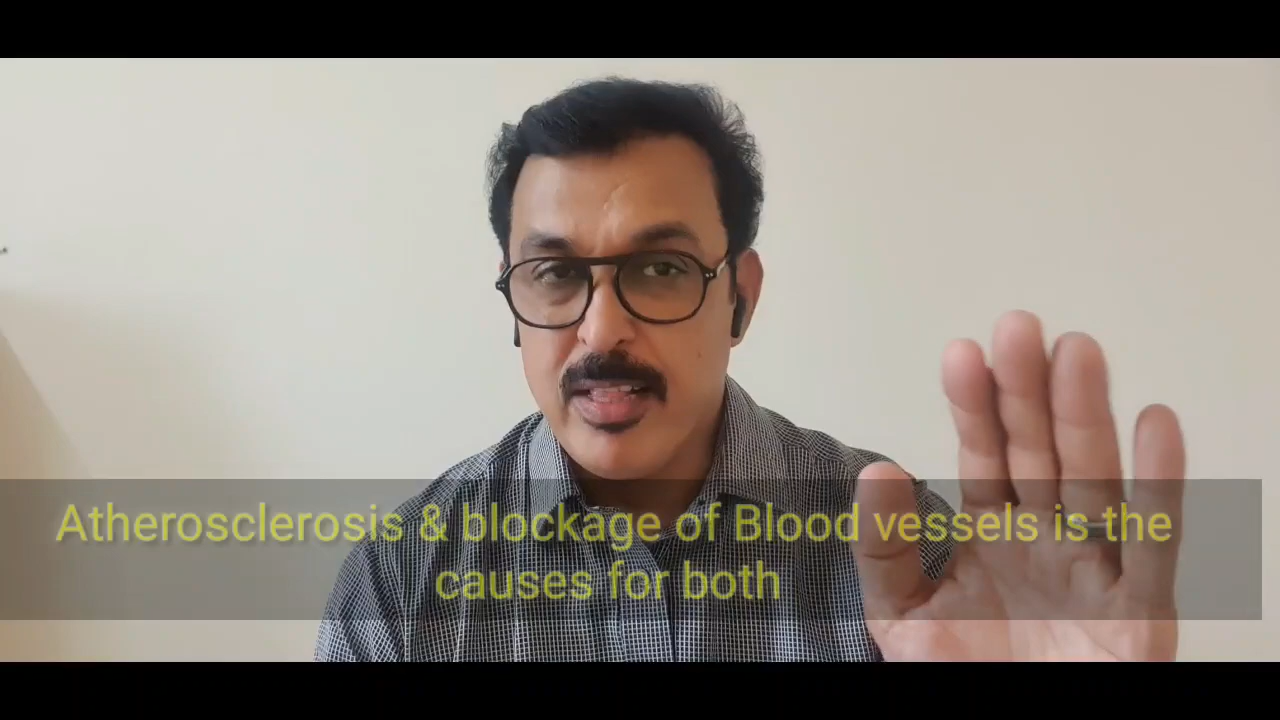 Atherosclerosis & blockage of Blood vessels is the
causes for both